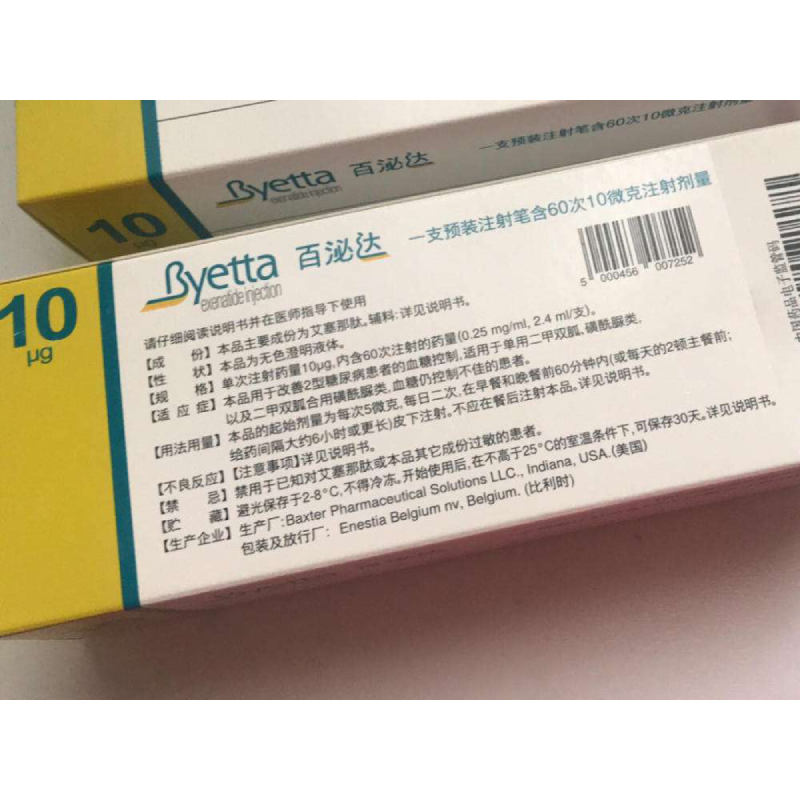 Byetta 百泌达 一支预装注射笔含60次10微克注射剂量
exenatide injection
10
µg
Byetta 百泌达 一支预装注射笔含60次10微克注射剂量
exenatide injection
5 000456 007252
中国药品电子监管码
10
µg
请仔细阅读说明书并在医师指导下使用
【成 份】本品主要成份为艾塞那肽。辅料:详见说明书。
【性 状】本品为无色澄明液体。
【规 格】单次注射药量10µg,内含60次注射的药量(0.25 mg/ml, 2.4 ml/支)。
【适 应 症】本品用于改善2型糖尿病患者的血糖控制,适用于单用二甲双胍、磺酰脲类,
以及二甲双胍合用磺酰脲类,血糖仍控制不佳的患者。
【用法用量】本品的起始剂量为每次5微克,每日二次,在早餐和晚餐前60分钟内(或每天的2顿主餐前;
给药间隔大约6小时或更长)皮下注射。不应在餐后注射本品。详见说明书。
【不良反应】【注意事项】详见说明书。
【禁 忌】禁用于已知对艾塞那肽或本品其它成份过敏的患者。
【贮 藏】避光保存于2-8°C,不得冷冻。开始使用后,在不高于25°C的室温条件下,可保存30天。详见说明书。
【生产企业】生产厂:Baxter Pharmaceutical Solutions LLC., Indiana, USA.(美国)
包装及放行厂: Enestia Belgium nv, Belgium. (比利时)